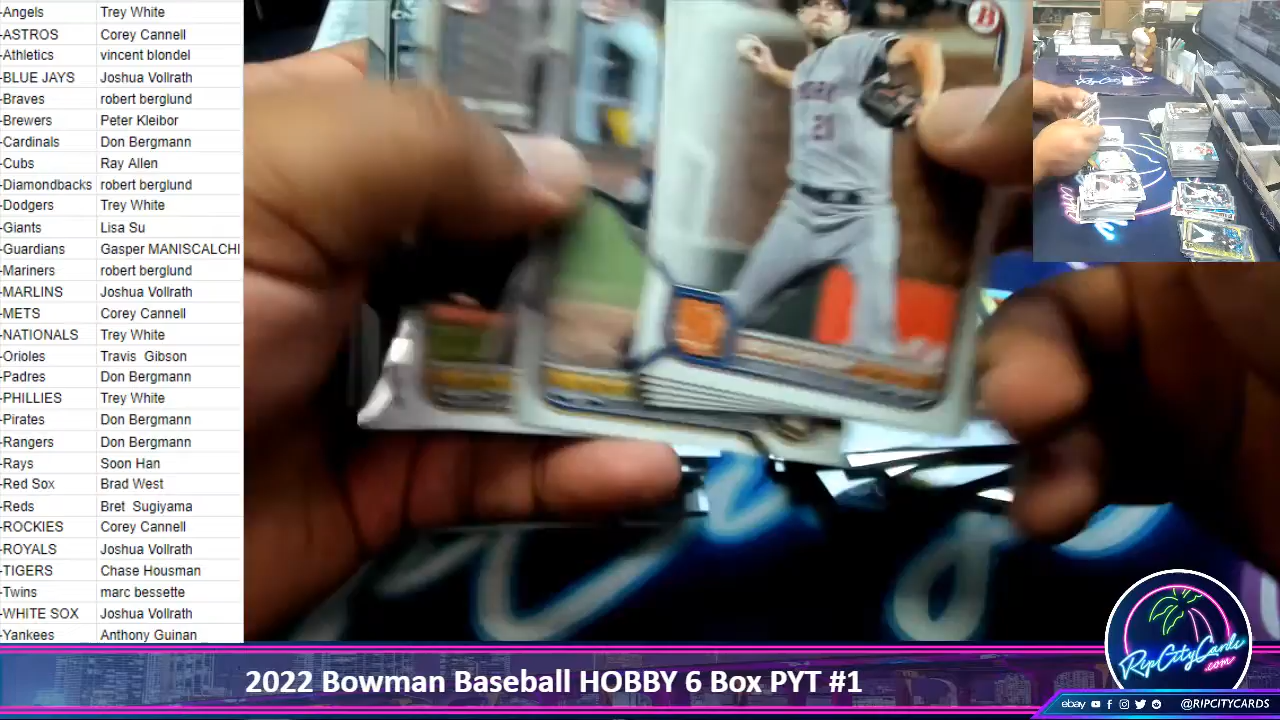 -Angels Trey White
-ASTROS Corey Cannell
-Athletics vincent blondel
-BLUE JAYS Joshua Vollrath
-Braves robert berglund
-Brewers Peter Kleibor
-Cardinals Don Bergmann
-Cubs Ray Allen
-Diamondbacks robert berglund
-Dodgers Trey White
-Giants Lisa Su
-Guardians Gasper MANISCALCHI
-Mariners robert berglund
-MARLINS Joshua Vollrath
-METS Corey Cannell
-NATIONALS Trey White
-Orioles Travis Gibson
-Padres Don Bergmann
-PHILLIES Trey White
-Pirates Don Bergmann
-Rangers Don Bergmann
-Rays Soon Han
-Red Sox Brad West
-Reds Bret Sugiyama
-ROCKIES Corey Cannell
-ROYALS Joshua Vollrath
-TIGERS Chase Housman
-Twins marc bessette
-WHITE SOX Joshua Vollrath
-Yankees Anthony Guinan
B
RipCityCards
.com
2022 Bowman Baseball HOBBY 6 Box PYT #1
ebay @RIPCITYCARDS